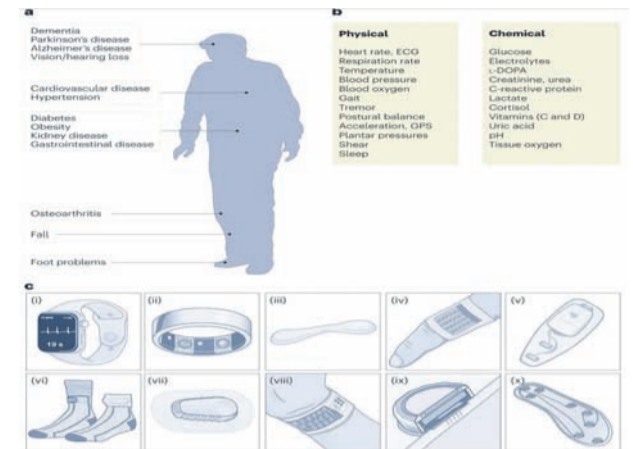 a
Dementia
Parkinson's disease
Alzheimer's disease
Vision/hearing loss
Cardiovascular disease
Hypertension
Diabetes
Obesity
Kidney disease
Gastrointestinal disease
Osteoarthritis
Fall
Foot problems
b
Physical
Heart rate, ECG
Respiration rate
Temperature
Blood pressure
Blood oxygen
Gait
Tremor
Postural balance
Acceleration, GPS
Plantar pressures
Shear
Sleep
Chemical
Glucose
Electrolytes
L-DOPA
Creatinine, urea
C-reactive protein
Lactate
Cortisol
Vitamins (C and D)
Uric acid
pH
Tissue oxygen
c
(i)
(ii)
(iii)
(iv)
(v)
(vi)
(vii)
(viii)
(ix)
(x)